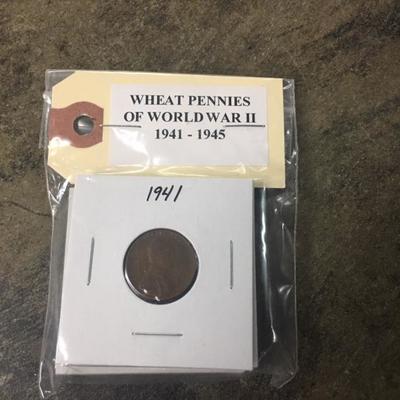 WHEAT PENNIES
OF WORLD WAR II
1941 - 1945
1941